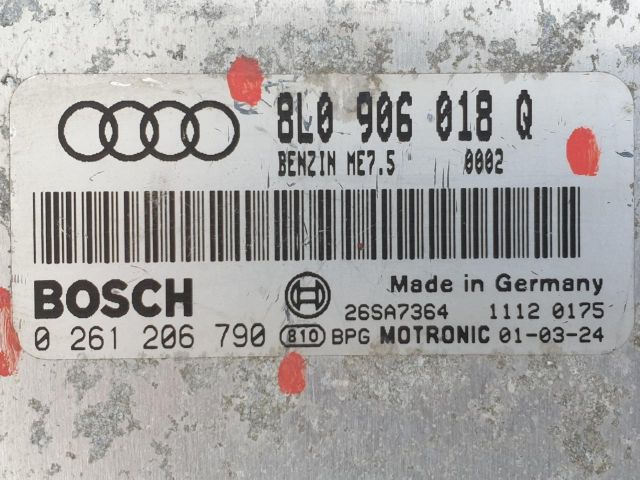 8L0 906 018 Q
BENZIN ME7.5 0002
BOSCH Made in Germany
26SA7364 1112 0175
0 261 206 790 810 BPG MOTRONIC 01-03-24